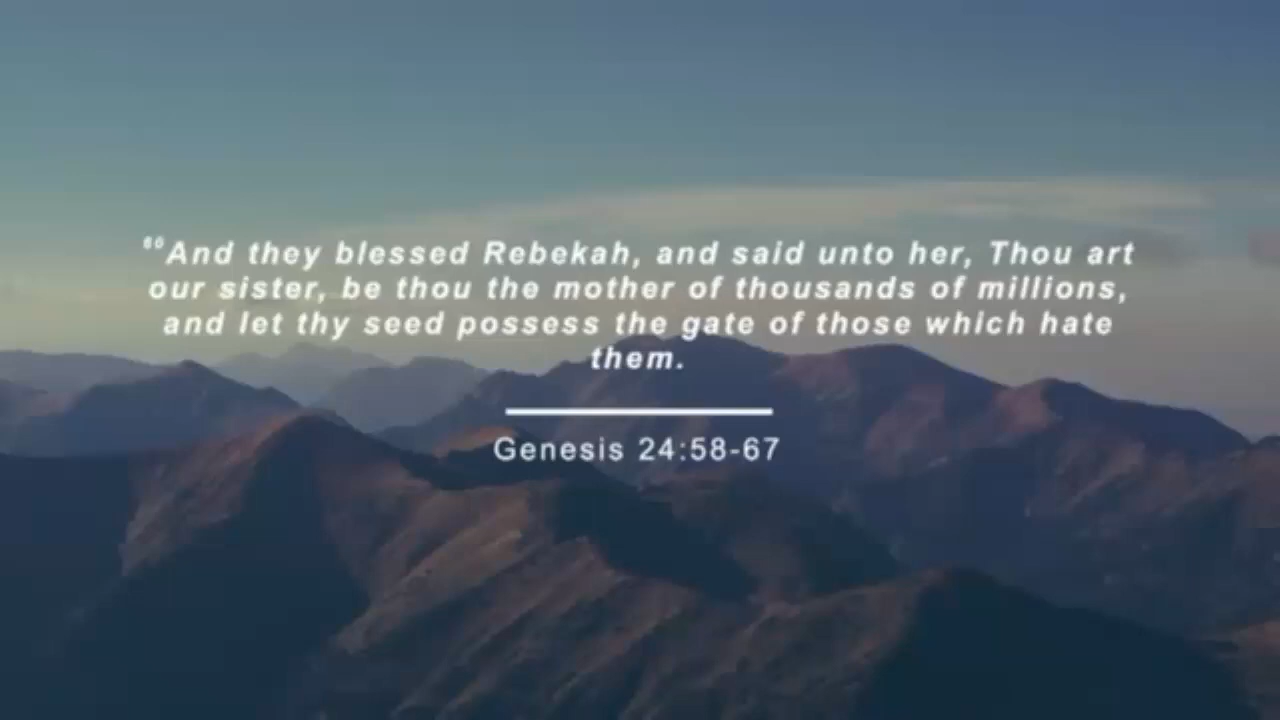 ⁶⁰And they blessed Rebekah, and said unto her, Thou art
our sister, be thou the mother of thousands of millions,
and let thy seed possess the gate of those which hate
them.
Genesis 24:58-67